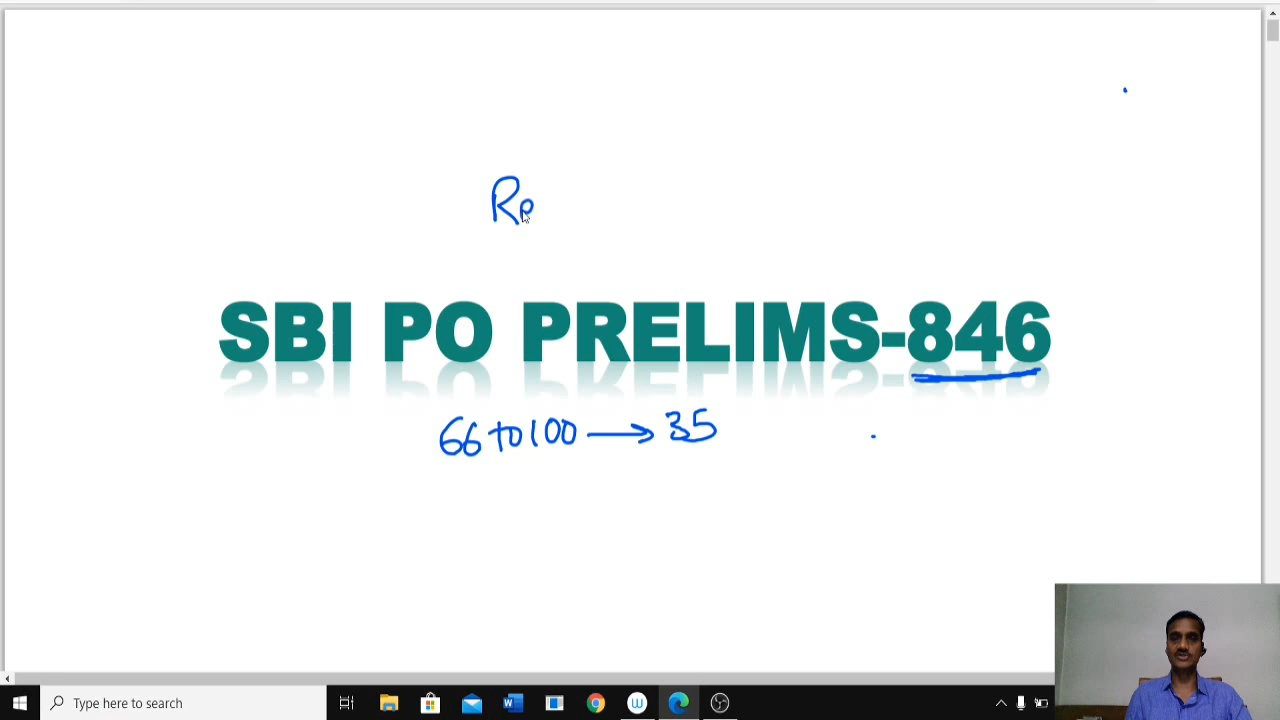 Re
SBI PO PRELIMS-846
66 to 100 → 35
Type here to search